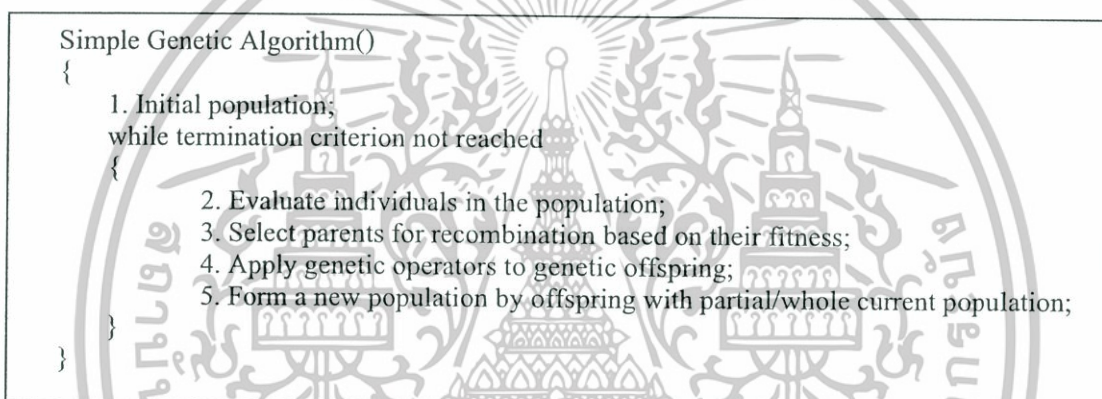 Simple Genetic Algorithm()
{
1. Initial population;
while termination criterion not reached
{
2. Evaluate individuals in the population;
3. Select parents for recombination based on their fitness;
4. Apply genetic operators to genetic offspring;
5. Form a new population by offspring with partial/whole current population;
}
}